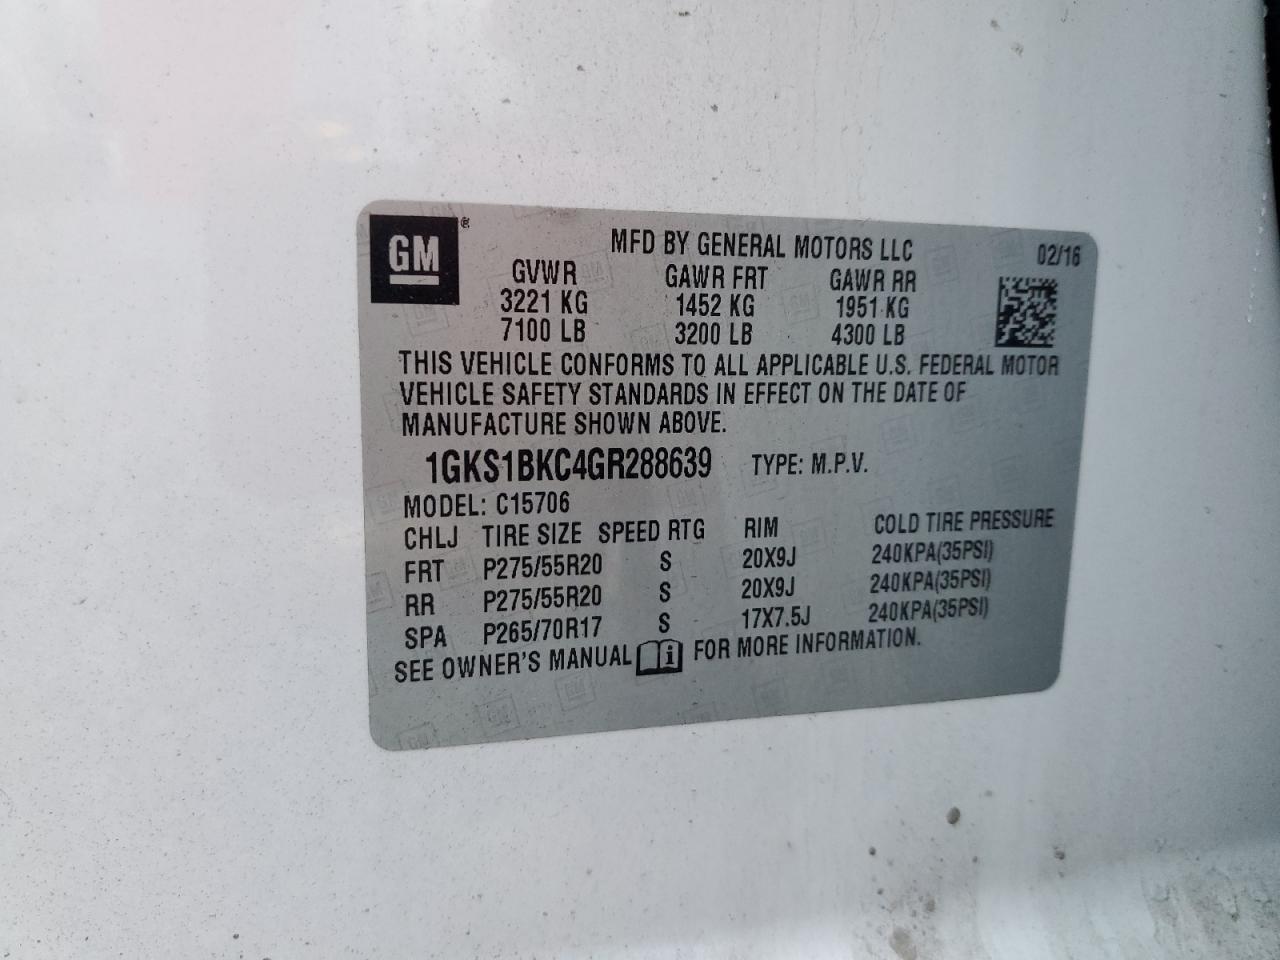 GM ®
MFD BY GENERAL MOTORS LLC 02/16
GVWR GAWR FRT GAWR RR
3221 KG 1452 KG 1951 KG
7100 LB 3200 LB 4300 LB
THIS VEHICLE CONFORMS TO ALL APPLICABLE U.S. FEDERAL MOTOR
VEHICLE SAFETY STANDARDS IN EFFECT ON THE DATE OF
MANUFACTURE SHOWN ABOVE.
1GKS1BKC4GR288639 TYPE: M.P.V.
MODEL: C15706
CHLJ TIRE SIZE SPEED RTG RIM COLD TIRE PRESSURE
FRT P275/55R20 S 20X9J 240KPA(35PSI)
RR P275/55R20 S 20X9J 240KPA(35PSI)
SPA P265/70R17 S 17X7.5J 240KPA(35PSI)
SEE OWNER'S MANUAL i FOR MORE INFORMATION.